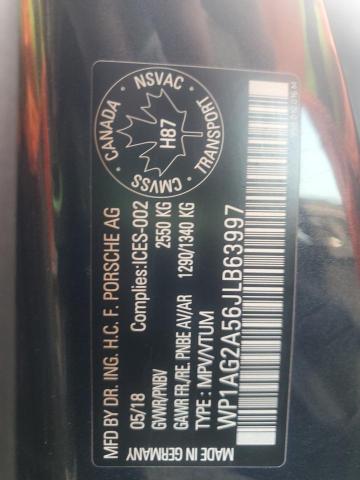 MFD BY DR. ING. H.C. F. PORSCHE AG
CANADA
NSVAC
H87
CMVSS
TRANSPORT
05/18 Complies: ICES-002
GVWR/PNBV 2550 KG
GAWR FR./RE. PNBE AV/AR 1290/1340 KG
TYPE : MPV/VTUM
WP1AG2A56JLB63997
MADE IN GERMANY